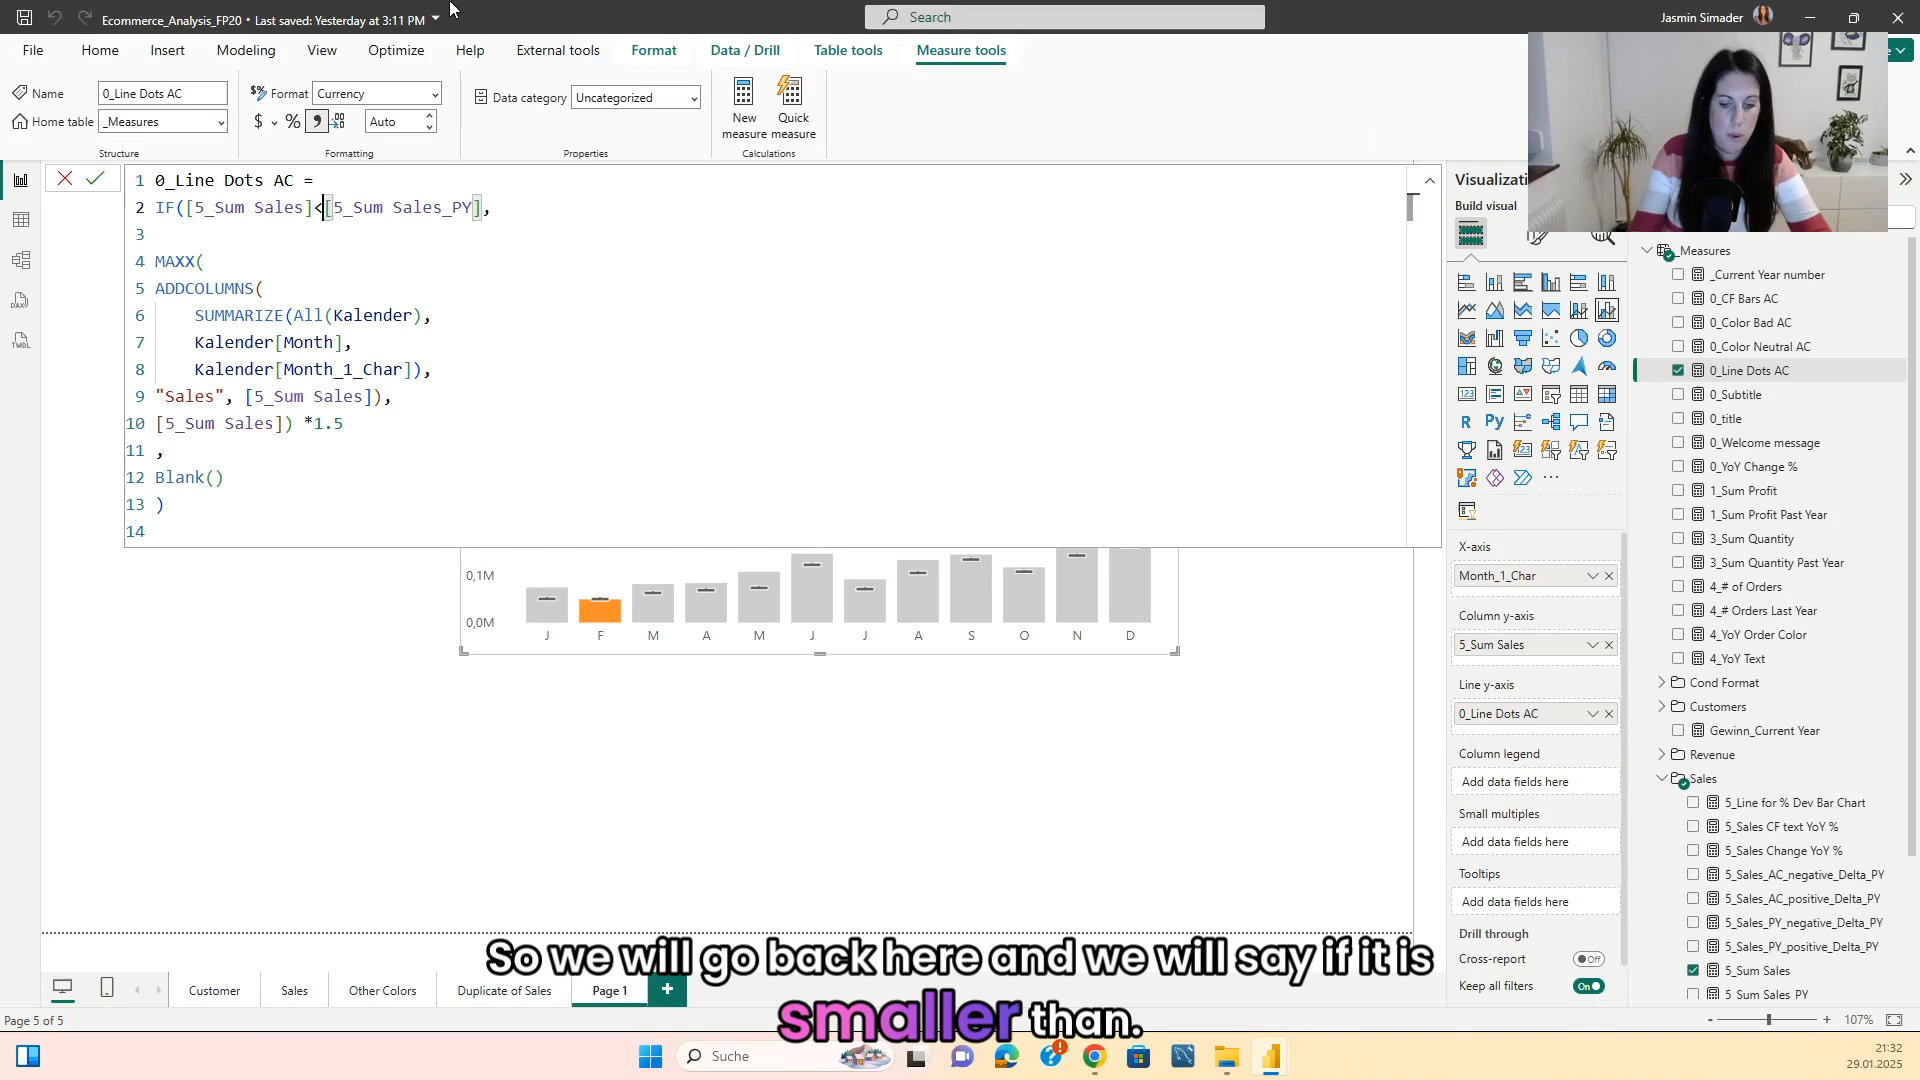 Ecommerce_Analysis_FP20 • Last saved: Yesterday at 3:11 PM
Search
Jasmin Simader
File
Home
Insert
Modeling
View
Optimize
Help
External tools
Format
Data / Drill
Table tools
Measure tools
Name
0_Line Dots AC
Home table
_Measures
Structure
Format
Currency
$
%
Auto
Formatting
Data category
Uncategorized
Properties
New
measure
Quick
measure
Calculations
1 0_Line Dots AC =
2 IF([5_Sum Sales]<[5_Sum Sales_PY],
3
4 MAXX(
5 ADDCOLUMNS(
6 SUMMARIZE(All(Kalender),
7 Kalender[Month],
8 Kalender[Month_1_Char]),
9 "Sales", [5_Sum Sales]),
10 [5_Sum Sales]) *1.5
11 ,
12 Blank()
13 )
14
0,1M
0,0M
J F M A M J J A S O N D
Build visual
R
Py
X-axis
Month_1_Char
Column y-axis
5_Sum Sales
Line y-axis
0_Line Dots AC
Column legend
Add data fields here
Small multiples
Add data fields here
Tooltips
Add data fields here
Drill through
Cross-report
Off
Keep all filters
On
_Measures
_Current Year number
0_CF Bars AC
0_Color Bad AC
0_Color Neutral AC
0_Line Dots AC
0_Subtitle
0_title
0_Welcome message
0_YoY Change %
1_Sum Profit
1_Sum Profit Past Year
3_Sum Quantity
3_Sum Quantity Past Year
4_# of Orders
4_# Orders Last Year
4_YoY Order Color
4_YoY Text
Cond Format
Customers
Gewinn_Current Year
Revenue
Sales
5_Line for % Dev Bar Chart
5_Sales CF text YoY %
5_Sales Change YoY %
5_Sales_AC_negative_Delta_PY
5_Sales_AC_positive_Delta_PY
5_Sales_PY_negative_Delta_PY
5_Sales_PY_positive_Delta_PY
5_Sum Sales
5_Sum Sales_PY
So we will go back here and we will say if it is
smaller than.
Customer
Sales
Other Colors
Duplicate of Sales
Page 1
Page 5 of 5
107%
Suche
21:32
29.01.2025